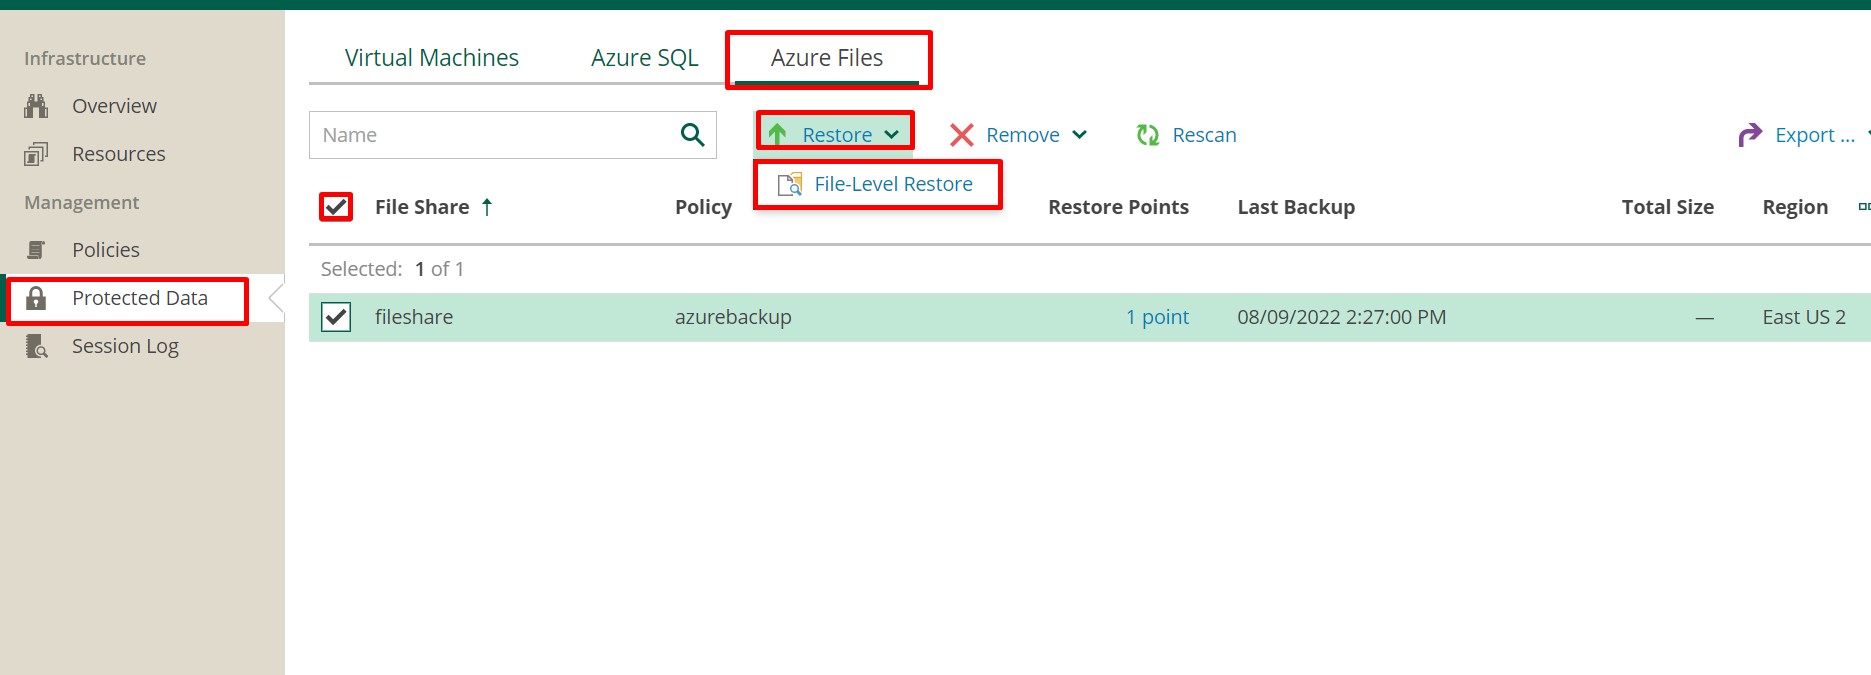 Infrastructure
Overview
Resources
Management
Policies
Protected Data
Session Log
Virtual Machines Azure SQL Azure Files
Name Restore Remove Rescan Export ...
File-Level Restore
File Share ↑ Policy Restore Points Last Backup Total Size Region
Selected: 1 of 1
fileshare azurebackup 1 point 08/09/2022 2:27:00 PM — East US 2